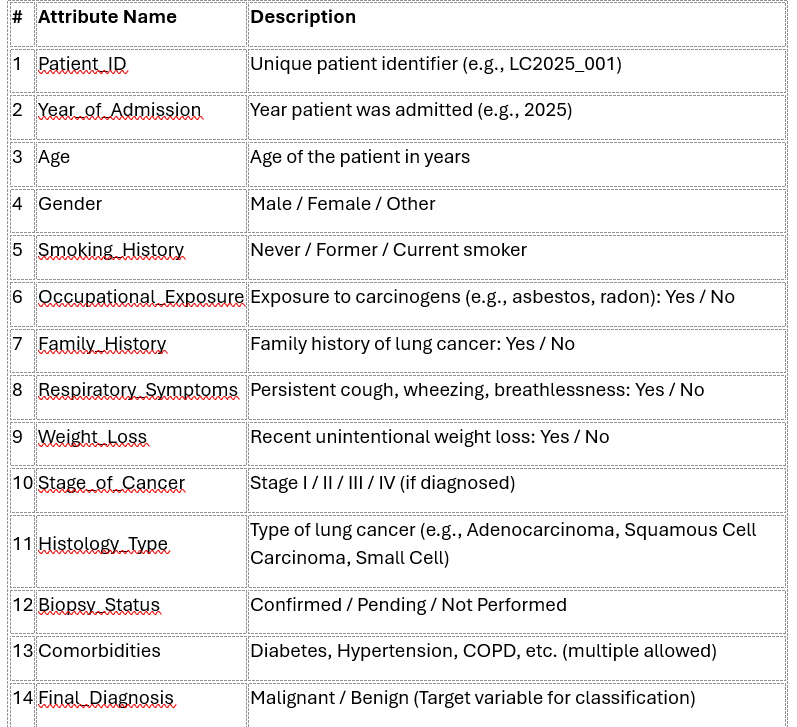 # Attribute Name Description
1 Patient_ID Unique patient identifier (e.g., LC2025_001)
2 Year_of_Admission Year patient was admitted (e.g., 2025)
3 Age Age of the patient in years
4 Gender Male / Female / Other
5 Smoking_History Never / Former / Current smoker
6 Occupational_Exposure Exposure to carcinogens (e.g., asbestos, radon): Yes / No
7 Family_History Family history of lung cancer: Yes / No
8 Respiratory_Symptoms Persistent cough, wheezing, breathlessness: Yes / No
9 Weight_Loss Recent unintentional weight loss: Yes / No
10 Stage_of_Cancer Stage I / II / III / IV (if diagnosed)
11 Histology_Type Type of lung cancer (e.g., Adenocarcinoma, Squamous Cell
Carcinoma, Small Cell)
12 Biopsy_Status Confirmed / Pending / Not Performed
13 Comorbidities Diabetes, Hypertension, COPD, etc. (multiple allowed)
14 Final_Diagnosis Malignant / Benign (Target variable for classification)